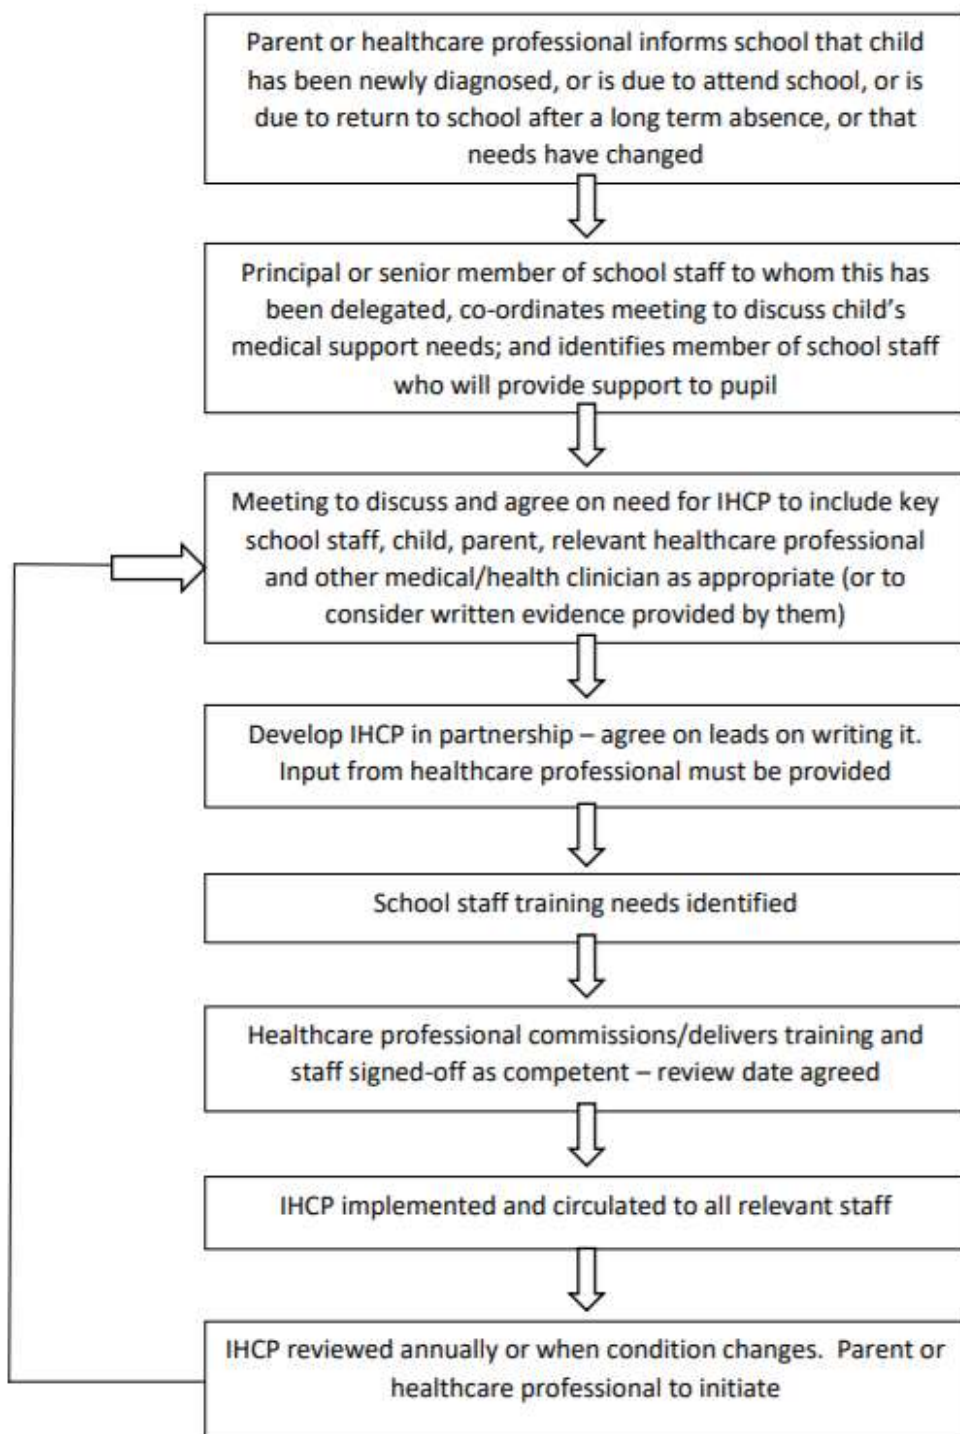 Parent or healthcare professional informs school that child
has been newly diagnosed, or is due to attend school, or is
due to return to school after a long term absence, or that
needs have changed
Principal or senior member of school staff to whom this has
been delegated, co-ordinates meeting to discuss child’s
medical support needs; and identifies member of school staff
who will provide support to pupil
Meeting to discuss and agree on need for IHCP to include key
school staff, child, parent, relevant healthcare professional
and other medical/health clinician as appropriate (or to
consider written evidence provided by them)
Develop IHCP in partnership – agree on leads on writing it.
Input from healthcare professional must be provided
School staff training needs identified
Healthcare professional commissions/delivers training and
staff signed-off as competent – review date agreed
IHCP implemented and circulated to all relevant staff
IHCP reviewed annually or when condition changes.  Parent or
healthcare professional to initiate